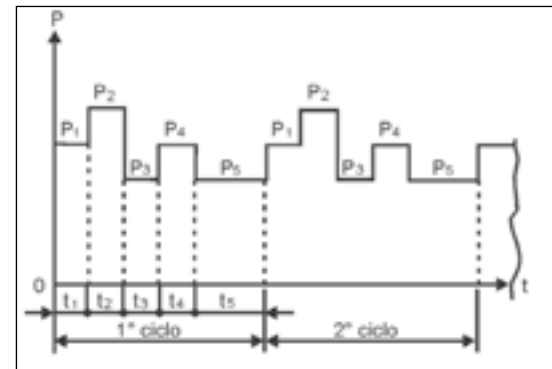 P
P₂ P₂
P₁ P₄ P₁ P₄
P₃ P₅ P₃ P₅
0 t
t₁ t₂ t₃ t₄ t₅
1° ciclo 2° ciclo